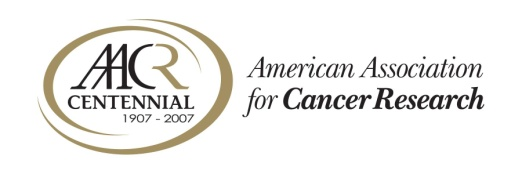 AACR
CENTENNIAL
1907 - 2007
American Association
for Cancer Research